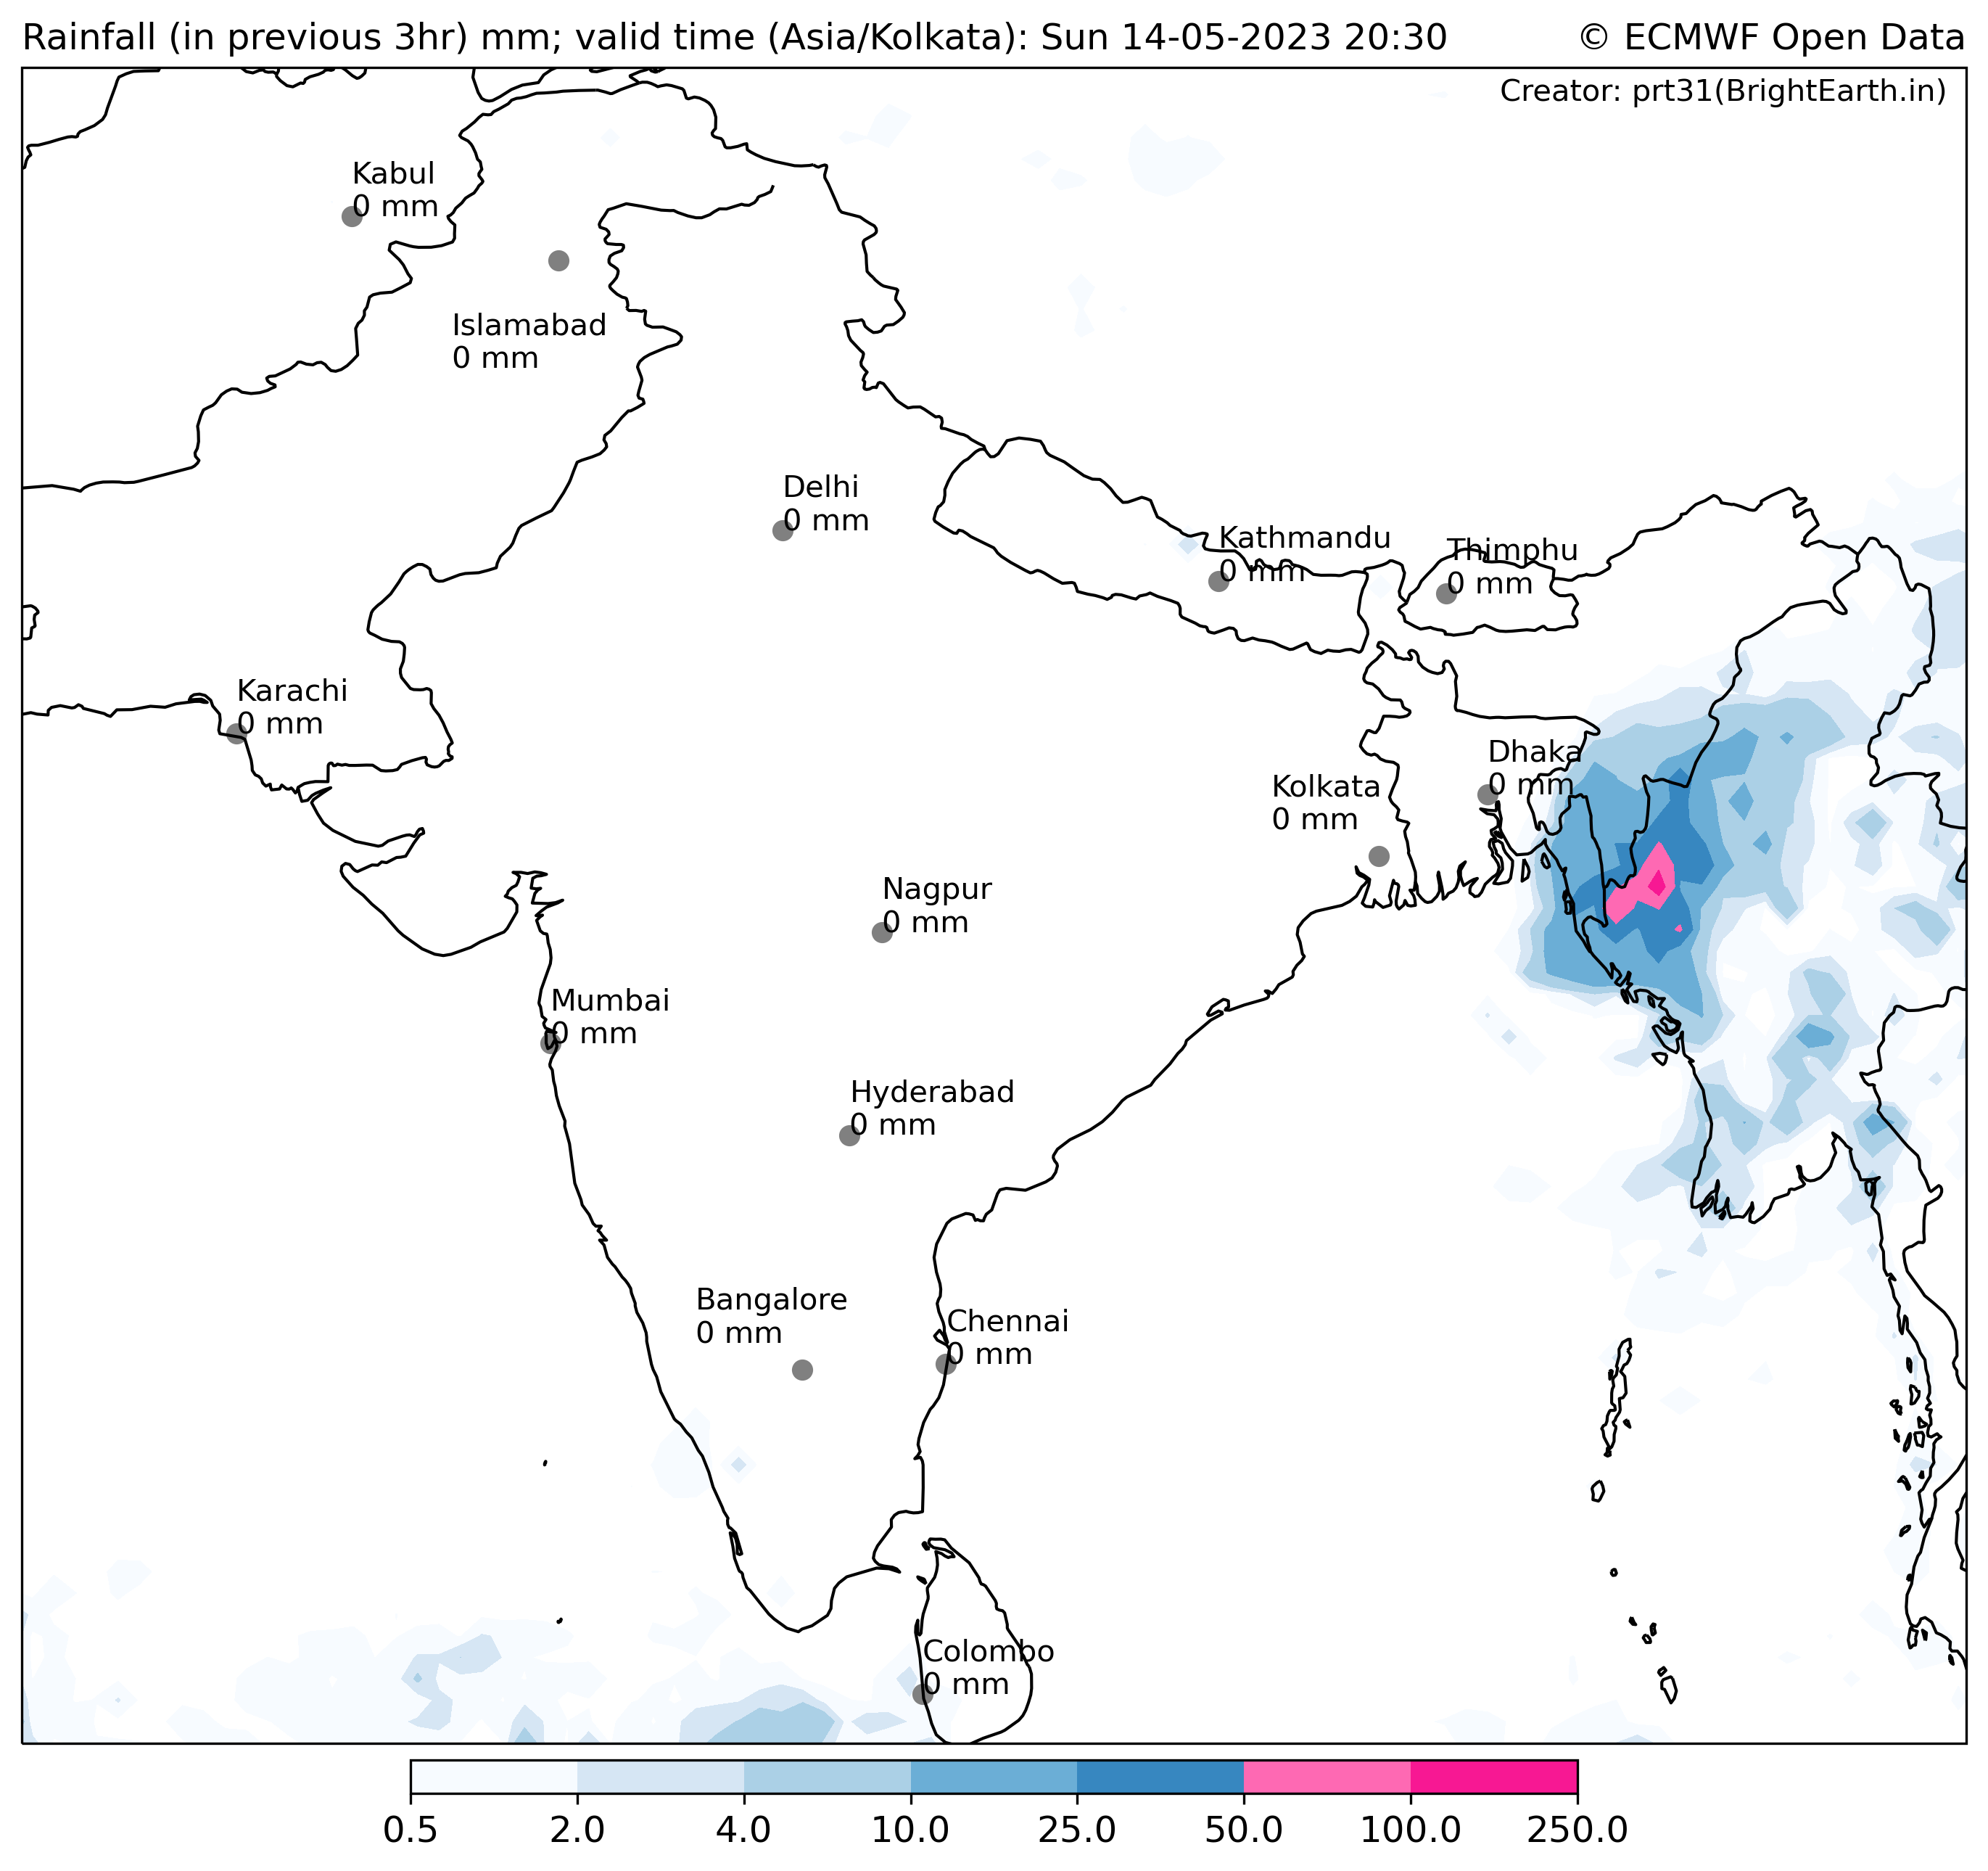 Rainfall (in previous 3hr) mm; valid time (Asia/Kolkata): Sun 14-05-2023 20:30
© ECMWF Open Data
Creator: prt31(BrightEarth.in)
Kabul
0 mm
Islamabad
0 mm
Delhi
0 mm
Kathmandu
0 mm
Thimphu
0 mm
Karachi
0 mm
Dhaka
0 mm
Kolkata
0 mm
Nagpur
0 mm
Mumbai
0 mm
Hyderabad
0 mm
Bangalore
0 mm
Chennai
0 mm
Colombo
0 mm
0.5 2.0 4.0 10.0 25.0 50.0 100.0 250.0